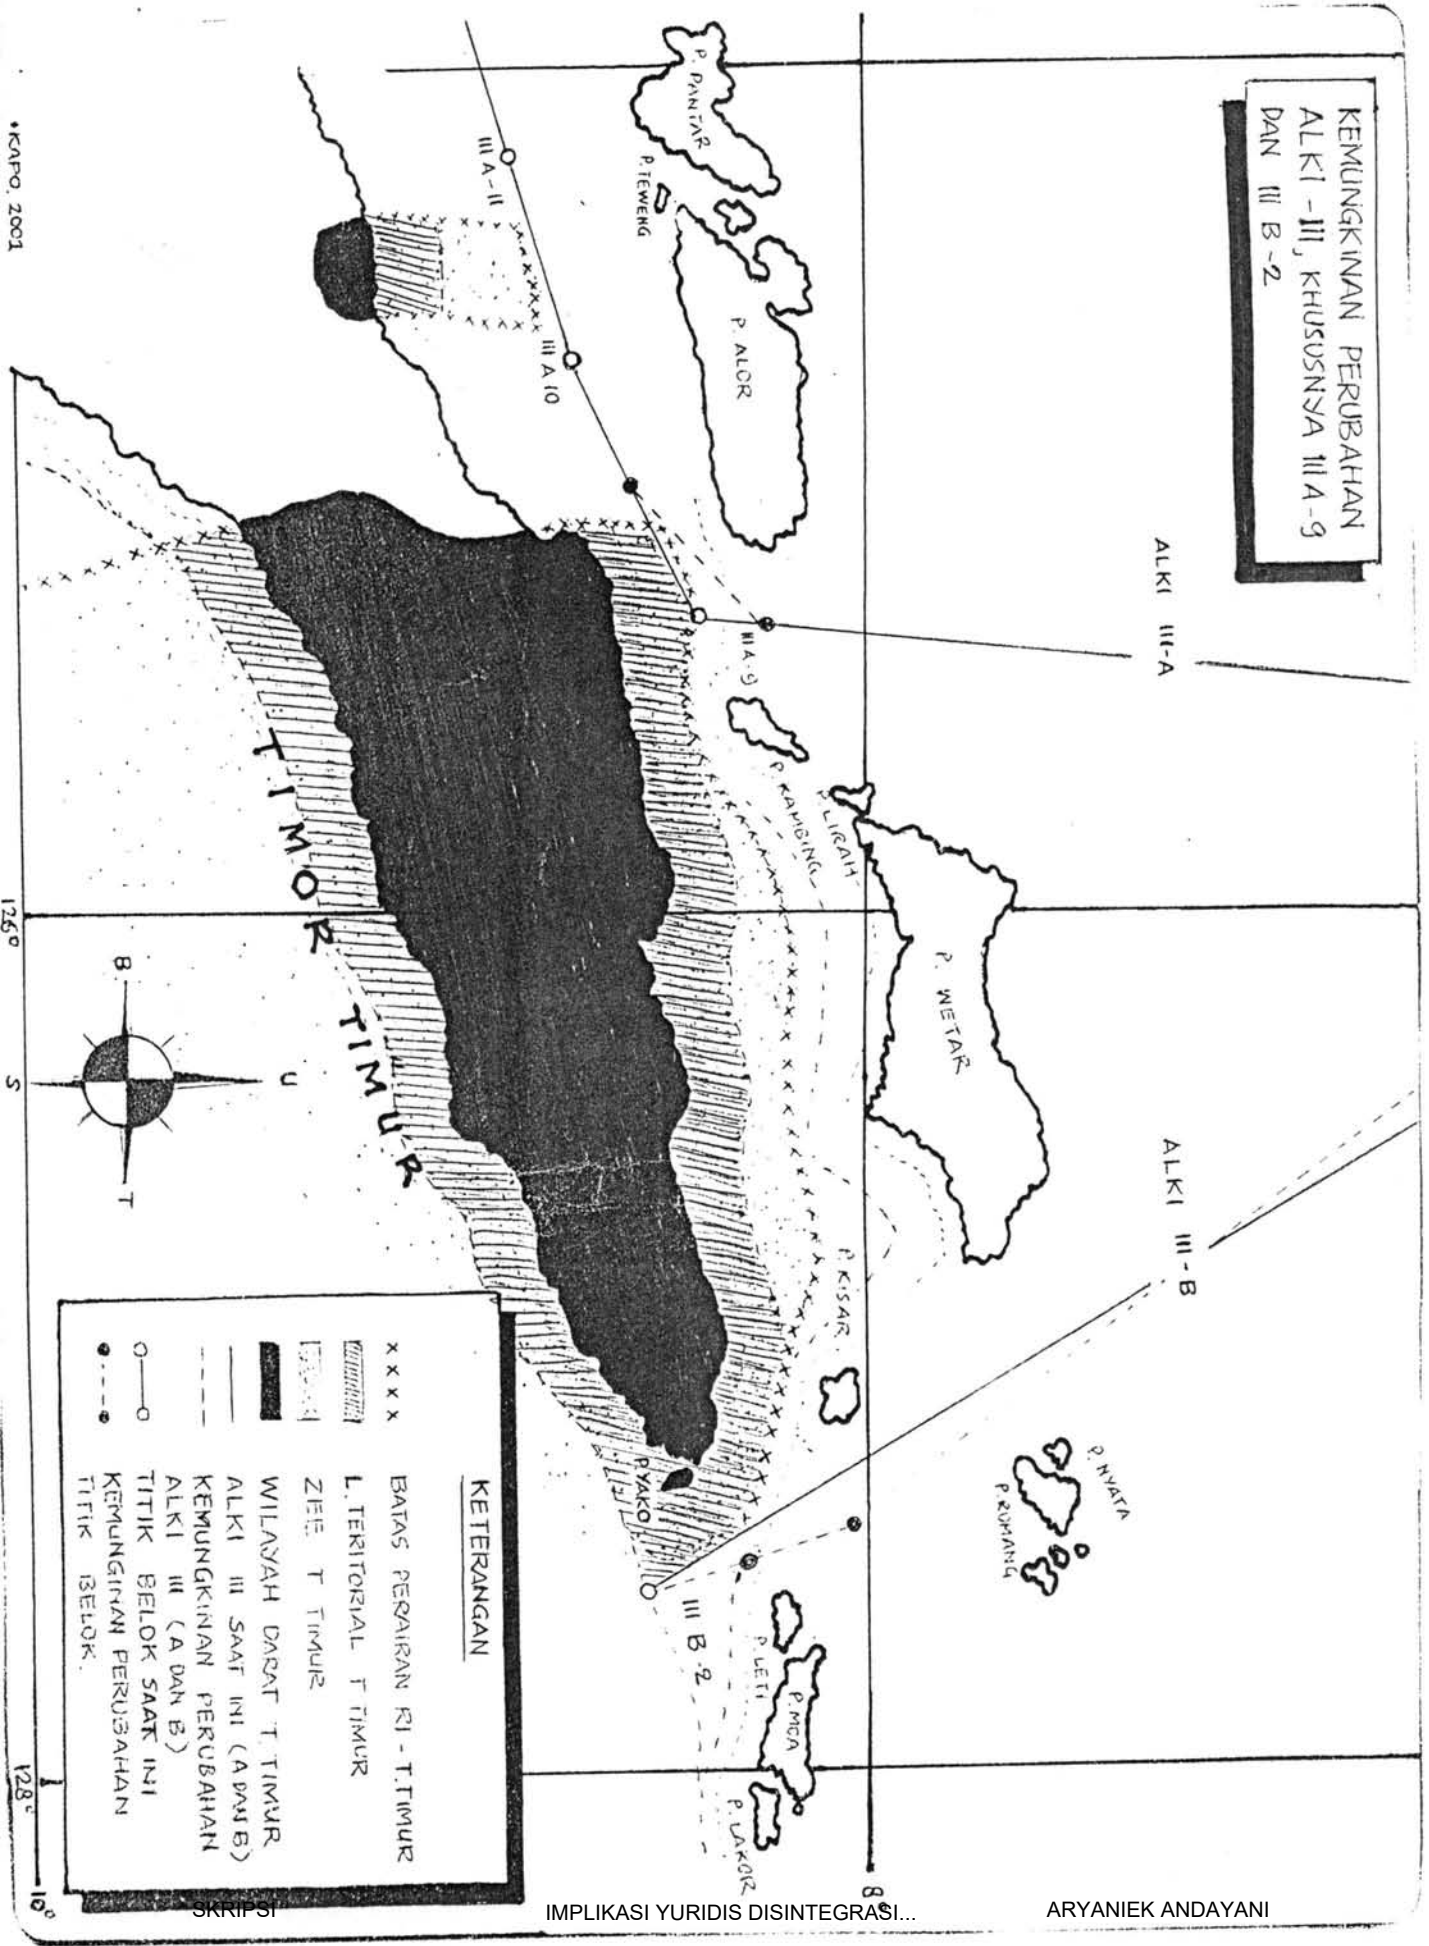 KEMUNGKINAN PERUBAHAN
ALKI - III, KHUSUSNYA III A - 9
DAN III B - 2
ALKI III - A
ALKI III - B
P. PANTAR
P. TEWENG
P. ALOR
III A - 11
III A 10
III A - 9
P. KAMBING
P. LIRAH
P. WETAR
P. KISAR
P. NYATA
P. ROMANG
P. YAKO
III B - 2
P. LETI
P. MOA
P. LAKOR
TIMOR TIMUR
U
B
T
S
126°
128°
8°
10°
KETERANGAN
x x x x BATAS PERAIRAN RI - T. TIMUR
L. TERITORIAL T TIMUR
ZEE T TIMUR
WILAYAH DARAT T TIMUR
ALKI III SAAT INI (A DAN B)
KEMUNGKINAN PERUBAHAN
ALKI III (A DAN B)
TITIK BELOK SAAT INI
KEMUNGINAN PERUBAHAN
TITIK BELOK.
*KAPO, 2001
SKRIPSI IMPLIKASI YURIDIS DISINTEGRASI... ARYANIEK ANDAYANI